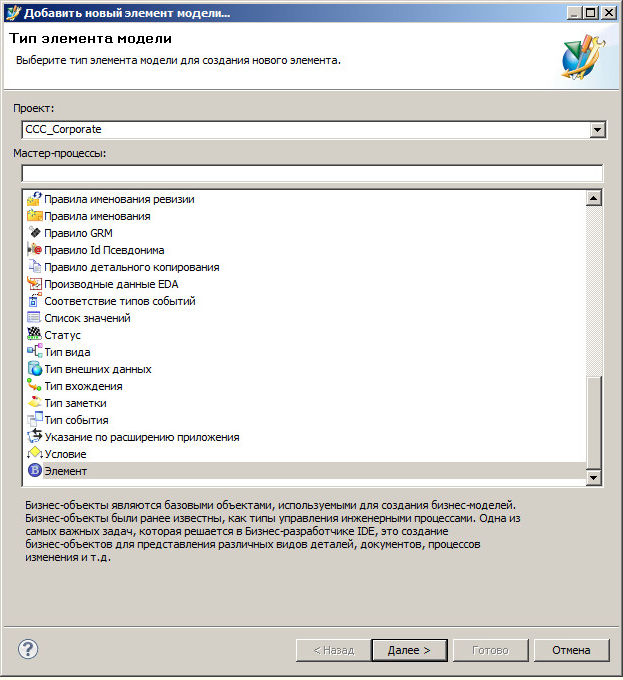 Добавить новый элемент модели...
Тип элемента модели
Выберите тип элемента модели для создания нового элемента.
Проект:
CCC_Corporate
Мастер-процессы:
Правила именования ревизии
Правила именования
Правило GRM
Правило Id Псевдонима
Правило детального копирования
Производные данные EDA
Соответствие типов событий
Список значений
Статус
Тип вида
Тип внешних данных
Тип вхождения
Тип заметки
Тип события
Указание по расширению приложения
Условие
Элемент
Бизнес-объекты являются базовыми объектами, используемыми для создания бизнес-моделей.
Бизнес-объекты были ранее известны, как типы управления инженерными процессами. Одна из
самых важных задач, которая решается в Бизнес-разработчике IDE, это создание
бизнес-объектов для представления различных видов деталей, документов, процессов
изменения и т.д.
< Назад
Далее >
Готово
Отмена